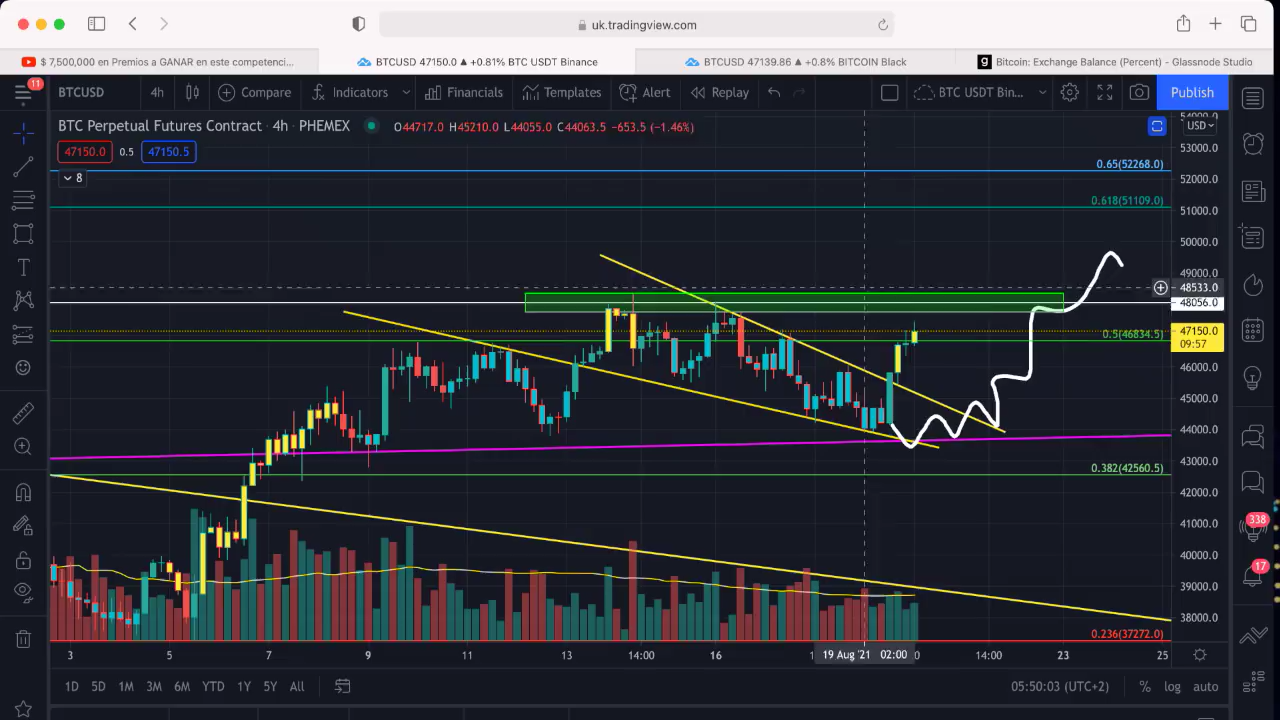 uk.tradingview.com
$ 7,500,000 en Premios a GANAR en este competenci...
BTCUSD 47150.0 ▲ +0.81% BTC USDT Binance
BTCUSD 47139.86 ▲ +0.8% BITCOIN Black
Bitcoin: Exchange Balance (Percent) - Glassnode Studio
11
BTCUSD
4h
Compare
Indicators
Financials
Templates
Alert
Replay
BTC USDT Bin...
Publish
BTC Perpetual Futures Contract · 4h · PHEMEX
O44717.0 H45210.0 L44055.0 C44063.5 −653.5 (−1.46%)
USD
47150.0
0.5
47150.5
8
54000.0
53000.0
0.65(52268.0)
52000.0
0.618(51109.0)
51000.0
50000.0
49000.0
48533.0
48056.0
47150.0
09:57
0.5(46834.5)
46000.0
45000.0
44000.0
43000.0
0.382(42560.5)
42000.0
41000.0
40000.0
39000.0
38000.0
0.236(37272.0)
338
17
3
5
7
9
11
13
14:00
16
19 Aug '21 02:00
14:00
23
25
1D
5D
1M
3M
6M
YTD
1Y
5Y
All
05:50:03 (UTC+2)
%
log
auto